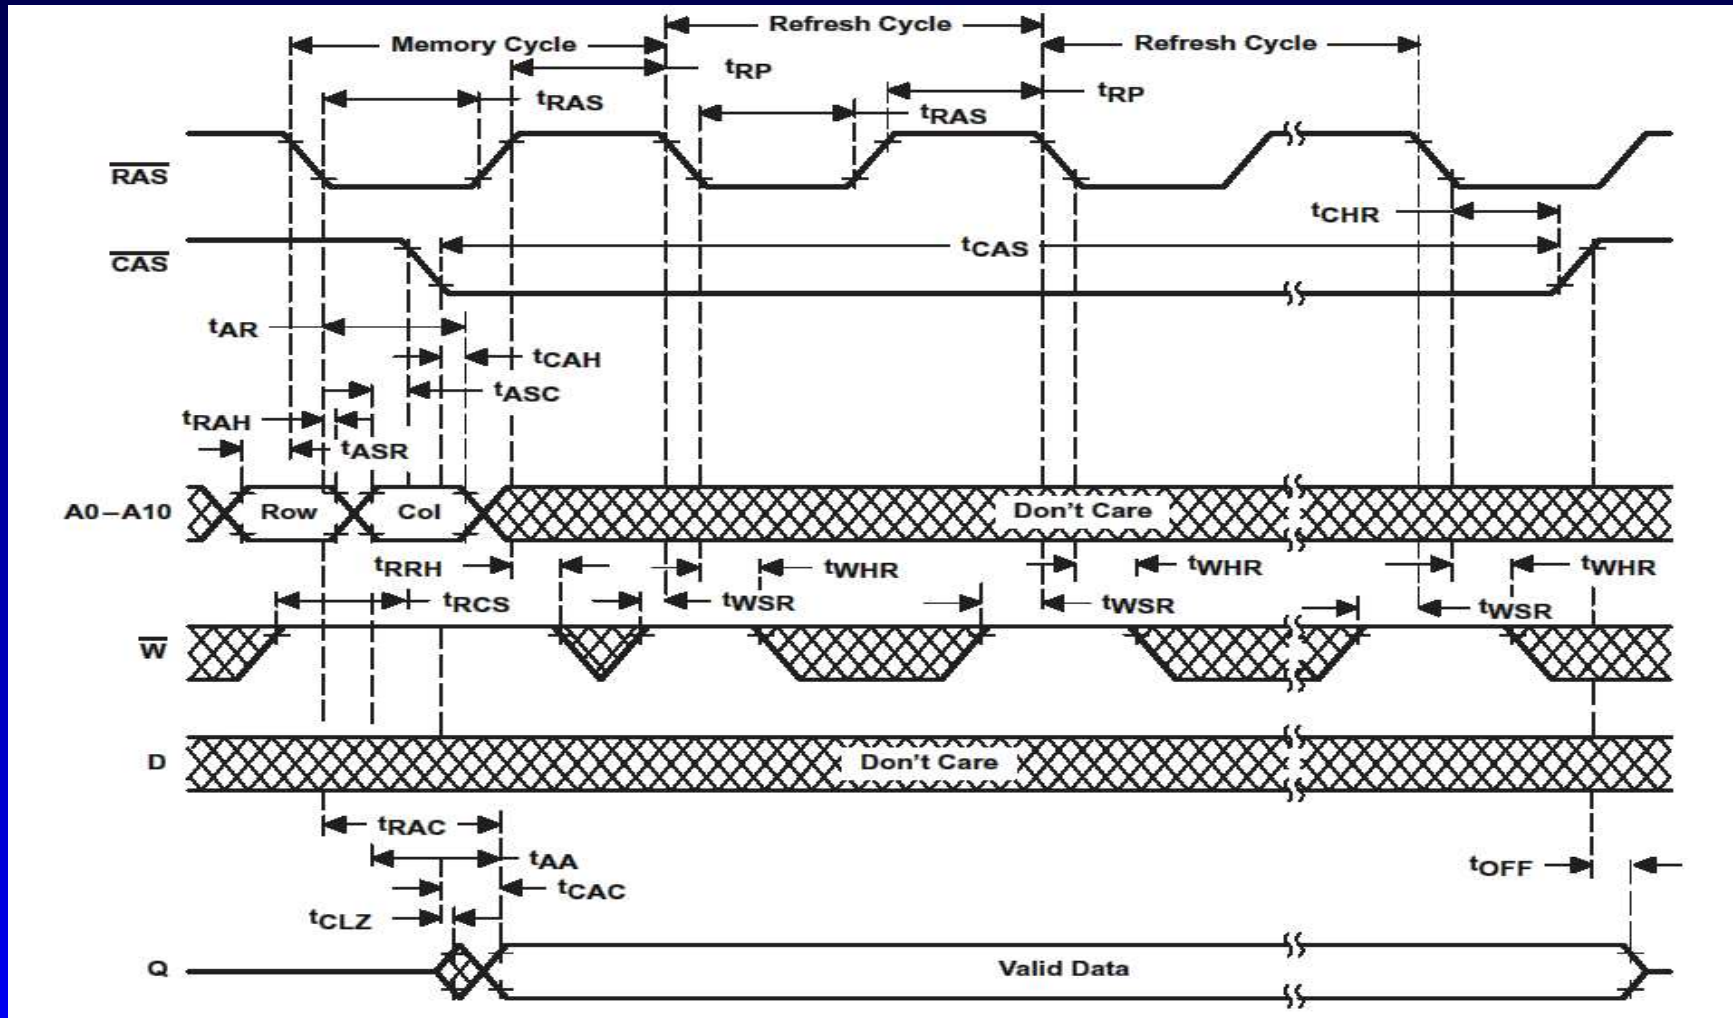 Refresh Cycle
Memory Cycle
Refresh Cycle
tRP
tRP
tRAS
tRAS
RAS
tCHR
CAS
tCAS
tAR
tCAH
tASC
tRAH
tASR
A0–A10
Row
Col
Don't Care
tRRH
tWHR
tWHR
tWHR
tRCS
tWSR
tWSR
tWSR
W
D
Don't Care
tRAC
tAA
tOFF
tCAC
tCLZ
Q
Valid Data